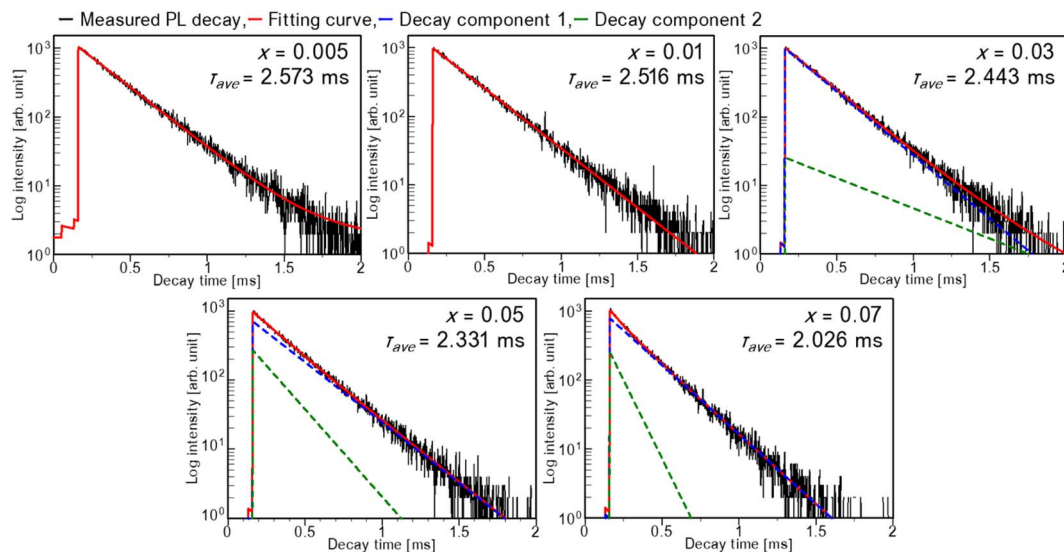 Measured PL decay, Fitting curve, Decay component 1, Decay component 2
10³
10²
10¹
10⁰
Log intensity [arb. unit]
x = 0.005
τave = 2.573 ms
0 0.5 1 1.5 2
Decay time [ms]
10³
10²
10¹
10⁰
Log intensity [arb. unit]
x = 0.01
τave = 2.516 ms
0 0.5 1 1.5 2
Decay time [ms]
10³
10²
10¹
10⁰
Log intensity [arb. unit]
x = 0.03
τave = 2.443 ms
0 0.5 1 1.5 2
Decay time [ms]
10³
10²
10¹
10⁰
Log intensity [arb. unit]
x = 0.05
τave = 2.331 ms
0 0.5 1 1.5 2
Decay time [ms]
10³
10²
10¹
10⁰
Log intensity [arb. unit]
x = 0.07
τave = 2.026 ms
0 0.5 1 1.5 2
Decay time [ms]